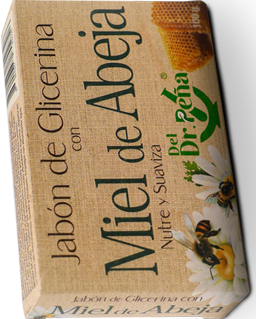 Jabón de Glicerina
con
Miel de Abeja
Nutre y Suaviza
Del
Dr. Peña®
100g
Jabón de Glicerina con
Miel de Abeja